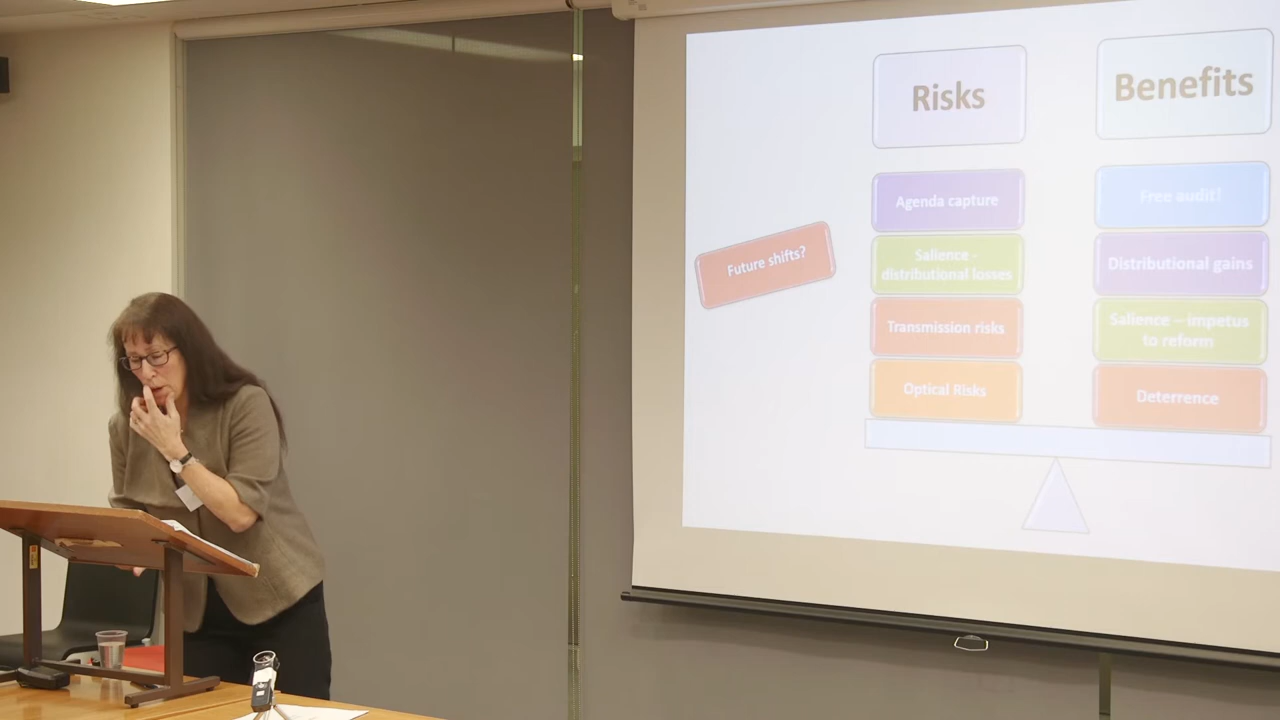 Risks
Benefits
Agenda capture
Free audit!
Future shifts?
Salience -
distributional losses
Distributional gains
Transmission risks
Salience – impetus
to reform
Optical Risks
Deterrence